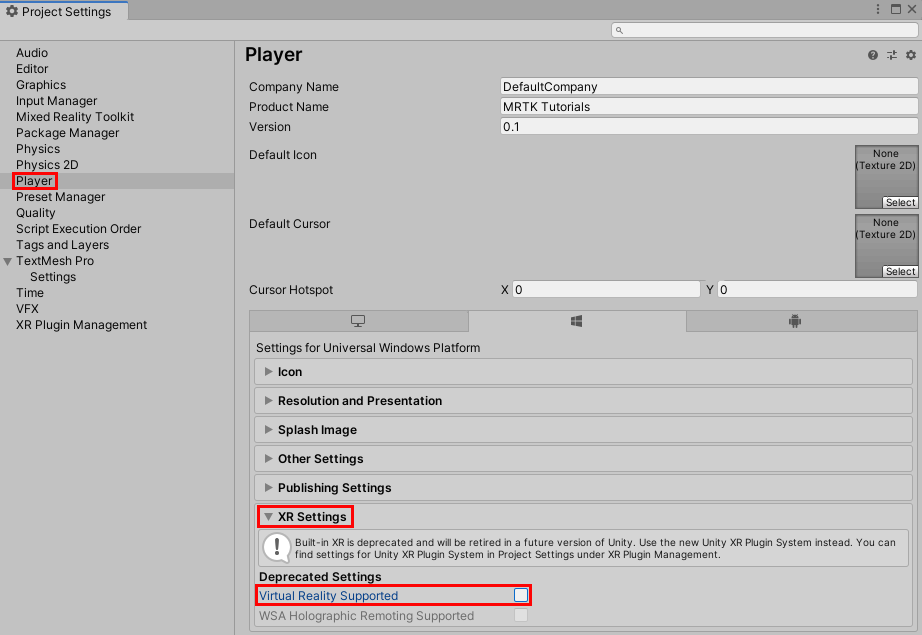 Project Settings
Audio
Editor
Graphics
Input Manager
Mixed Reality Toolkit
Package Manager
Physics
Physics 2D
Player
Preset Manager
Quality
Script Execution Order
Tags and Layers
TextMesh Pro
Settings
Time
VFX
XR Plugin Management
Player
Company Name DefaultCompany
Product Name MRTK Tutorials
Version 0.1
Default Icon
None
(Texture 2D)
Select
Default Cursor
None
(Texture 2D)
Select
Cursor Hotspot X 0 Y 0
Settings for Universal Windows Platform
Icon
Resolution and Presentation
Splash Image
Other Settings
Publishing Settings
XR Settings
Built-in XR is deprecated and will be retired in a future version of Unity. Use the new Unity XR Plugin System instead. You can
find settings for Unity XR Plugin System in Project Settings under XR Plugin Management.
Deprecated Settings
Virtual Reality Supported
WSA Holographic Remoting Supported